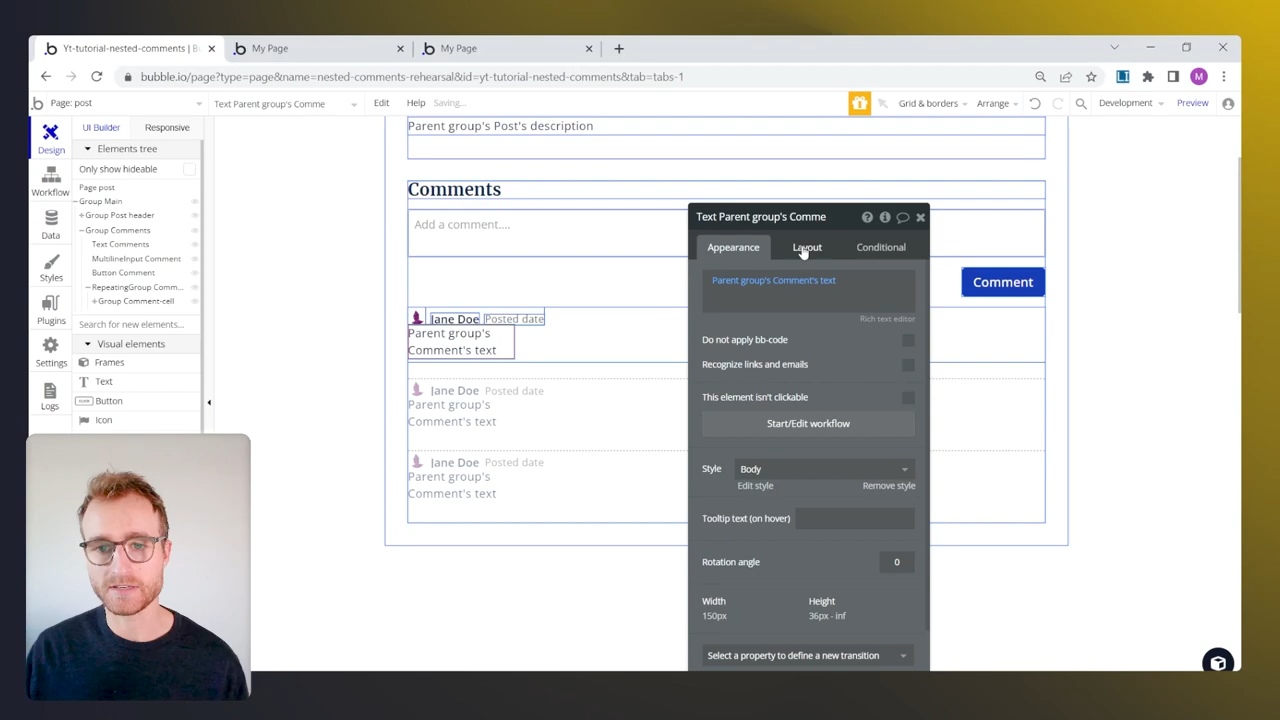 Yt-tutorial-nested-comments | B
My Page
My Page
bubble.io/page?type=page&name=nested-comments-rehearsal&id=yt-tutorial-nested-comments&tab=tabs-1
M
Page: post
Text Parent group's Comme
Edit
Help
Saving...
Grid & borders
Arrange
Development
Preview
Design
Workflow
Data
Styles
Plugins
Settings
Logs
UI Builder
Responsive
Elements tree
Only show hideable
Page post
Group Main
Group Post header
Group Comments
Text Comments
MultilineInput Comment
Button Comment
RepeatingGroup Comm...
Group Comment-cell
Search for new elements...
Visual elements
Frames
Text
Button
Icon
Parent group's Post's description
Comments
Add a comment....
Comment
Jane Doe Posted date
Parent group's
Comment's text
Jane Doe Posted date
Parent group's
Comment's text
Jane Doe Posted date
Parent group's
Comment's text
Text Parent group's Comme
Appearance
Layout
Conditional
Parent group's Comment's text
Rich text editor
Do not apply bb-code
Recognize links and emails
This element isn't clickable
Start/Edit workflow
Style
Body
Edit style
Remove style
Tooltip text (on hover)
Rotation angle
0
Width
Height
150px
36px - inf
Select a property to define a new transition